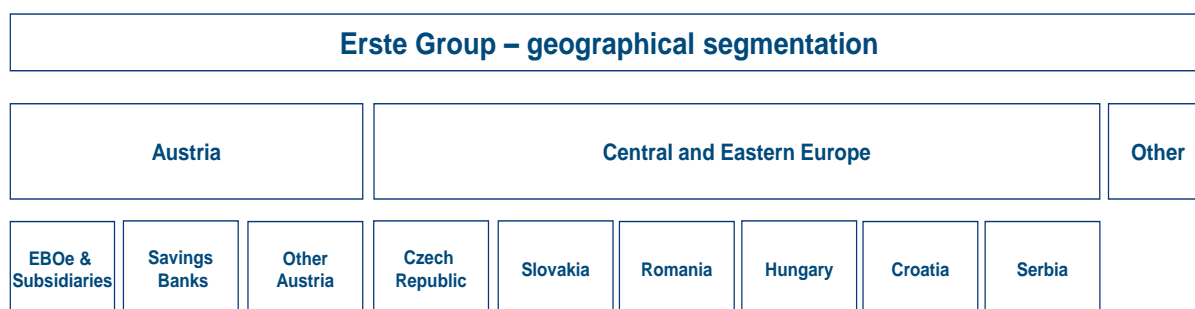 Erste Group – geographical segmentation
Austria
Central and Eastern Europe
Other
EBOe &
Subsidiaries
Savings
Banks
Other
Austria
Czech
Republic
Slovakia
Romania
Hungary
Croatia
Serbia